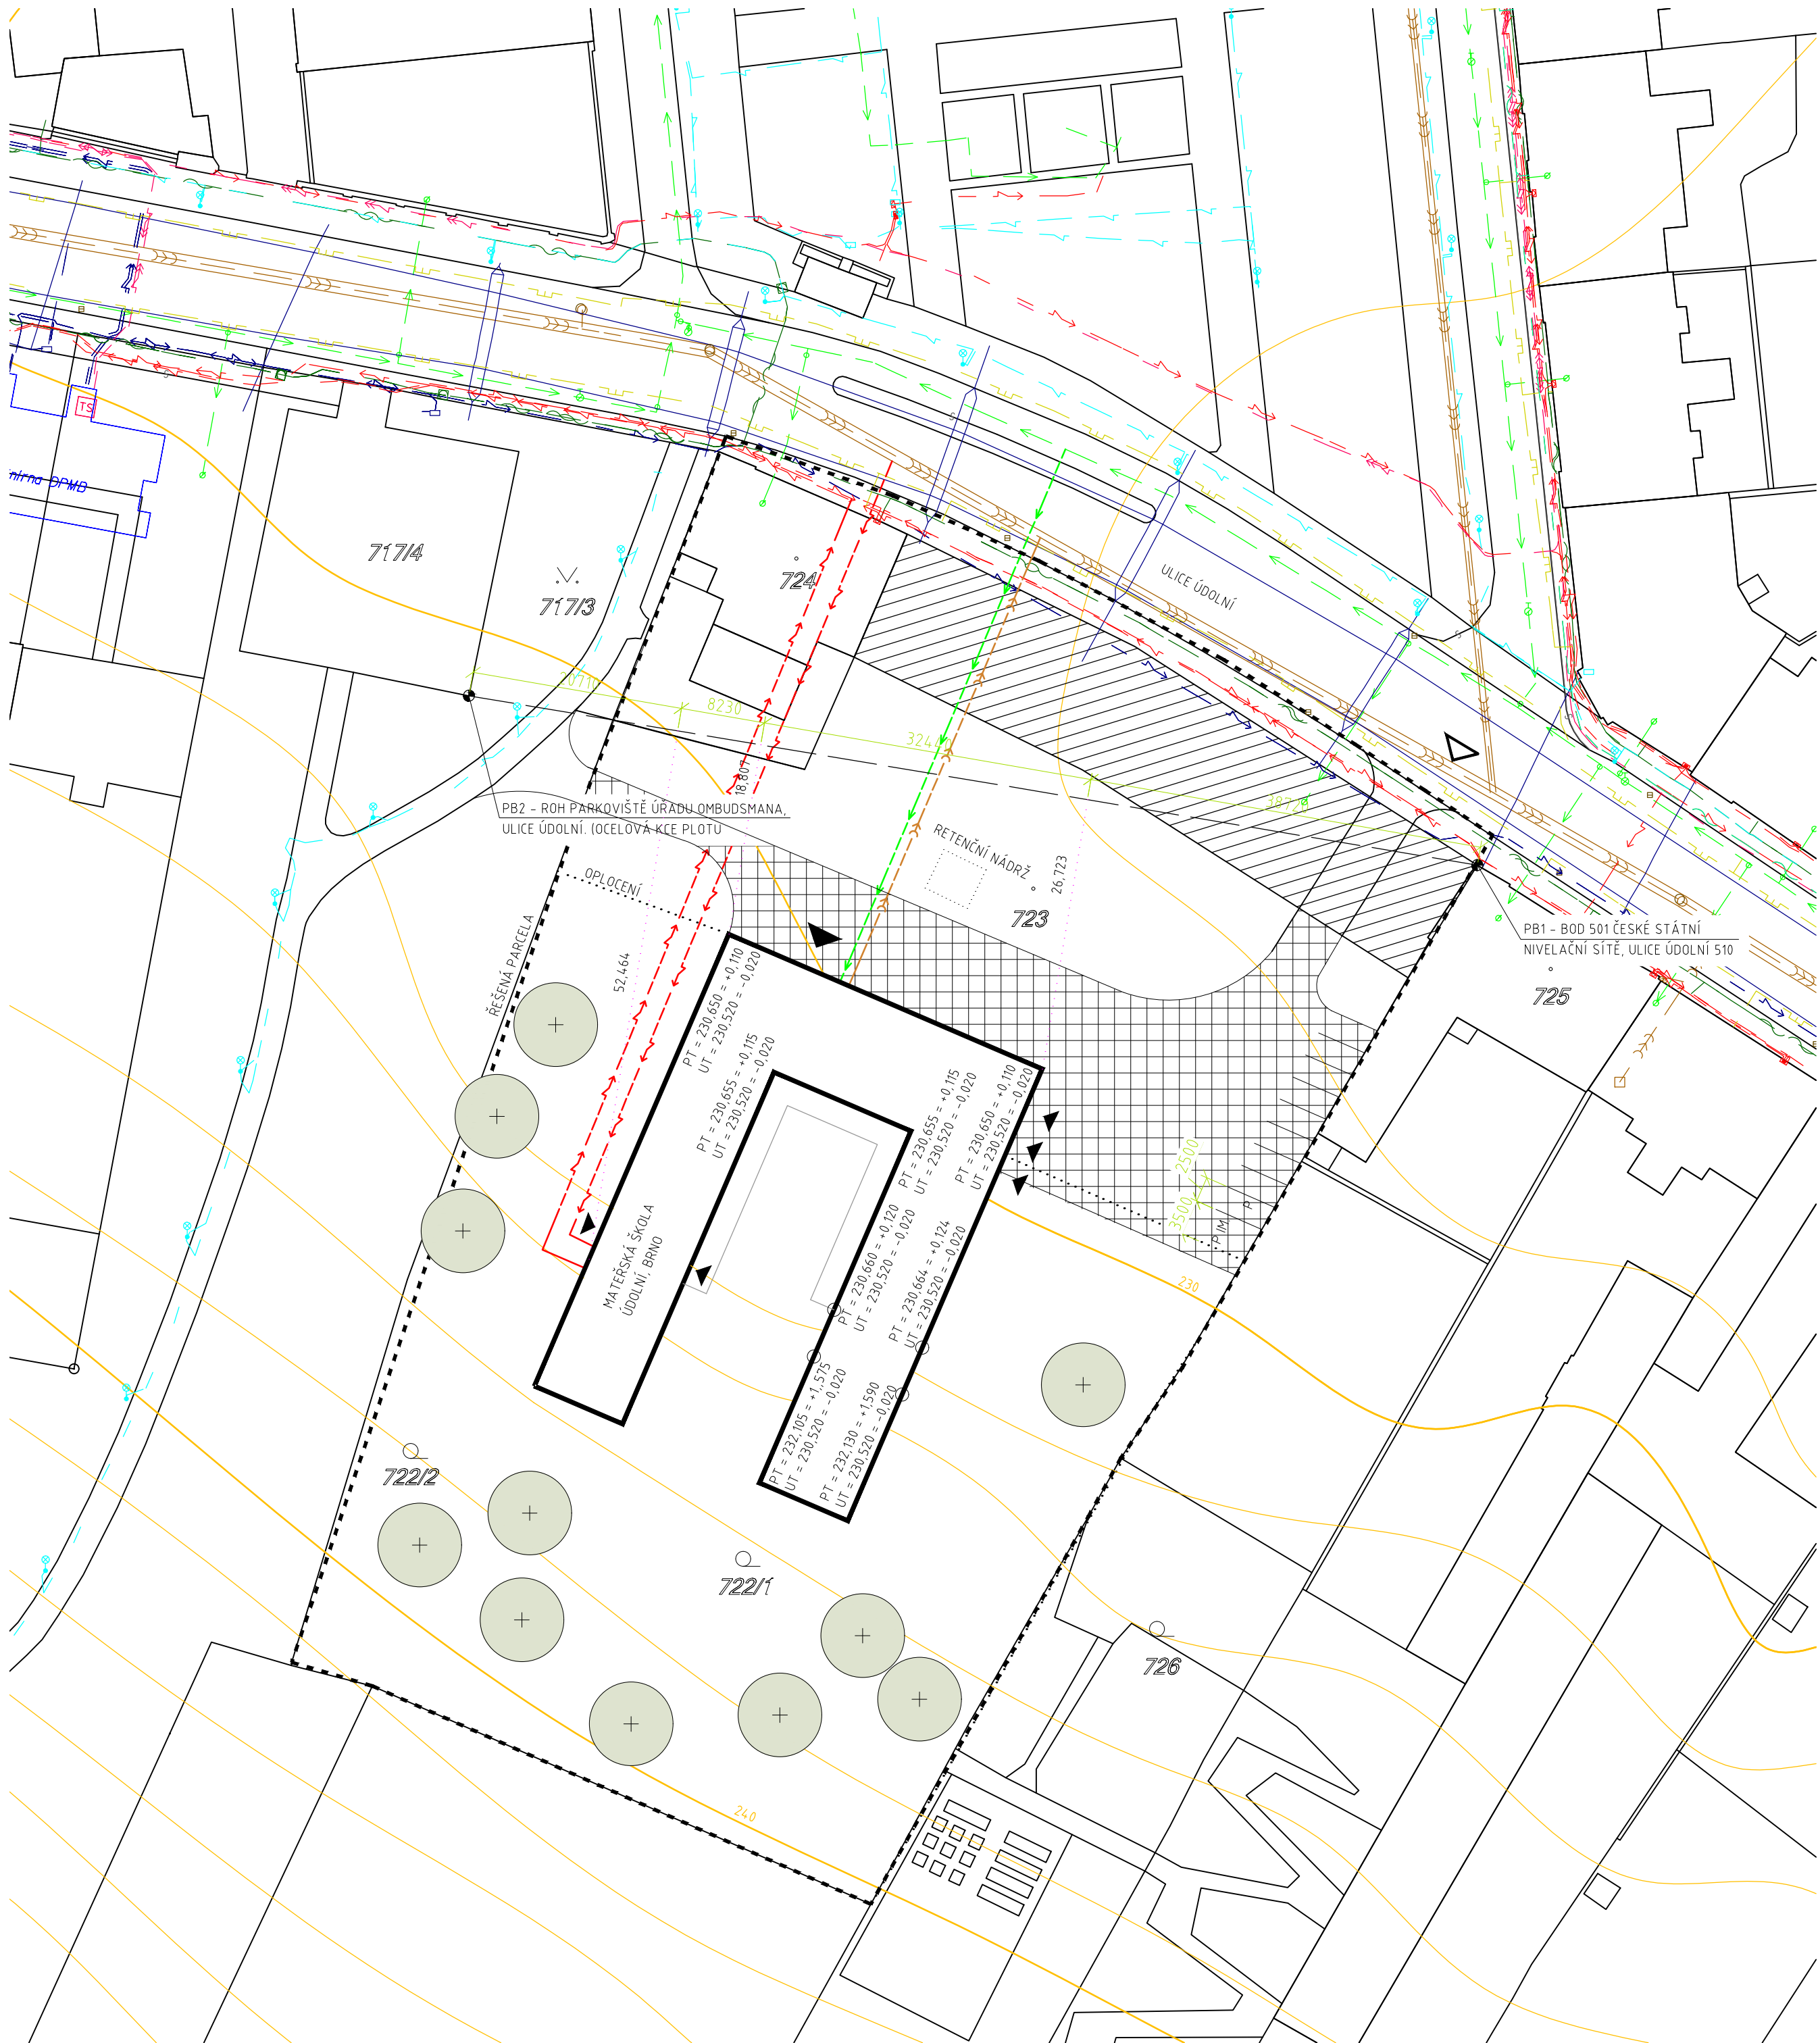 TS
DPMB
717/4
717/3
724
ULICE ÚDOLNÍ
20710
8230
18,807
PB2 - ROH PARKOVIŠTĚ ÚŘADU OMBUDSMANA,
ULICE ÚDOLNÍ. (OCELOVÁ KCE PLOTU
RETENČNÍ NÁDRŽ
26,723
723
OPLOCENÍ
ŘEŠENÁ PARCELA
52,464
PB1 - BOD 501 ČESKÉ STÁTNÍ
NIVELAČNÍ SÍTĚ, ULICE ÚDOLNÍ 510
725
PT = 230,650 = +0,110
UT = 230,520 = -0,020
PT = 230,655 = +0,115
UT = 230,520 = -0,020
PT = 230,655 = +0,115
UT = 230,520 = -0,020
PT = 230,650 = +0,110
UT = 230,520 = -0,020
2500
3500
MATEŘSKÁ ŠKOLA
ÚDOLNÍ, BRNO
PT = 230,660 = +0,120
UT = 230,520 = -0,020
PT = 230,664 = +0,124
UT = 230,520 = -0,020
230
PT = 232,105 = +1,575
UT = 230,520 = -0,020
PT = 232,130 = +1,590
UT = 230,520 = -0,020
722/2
722/1
726
240